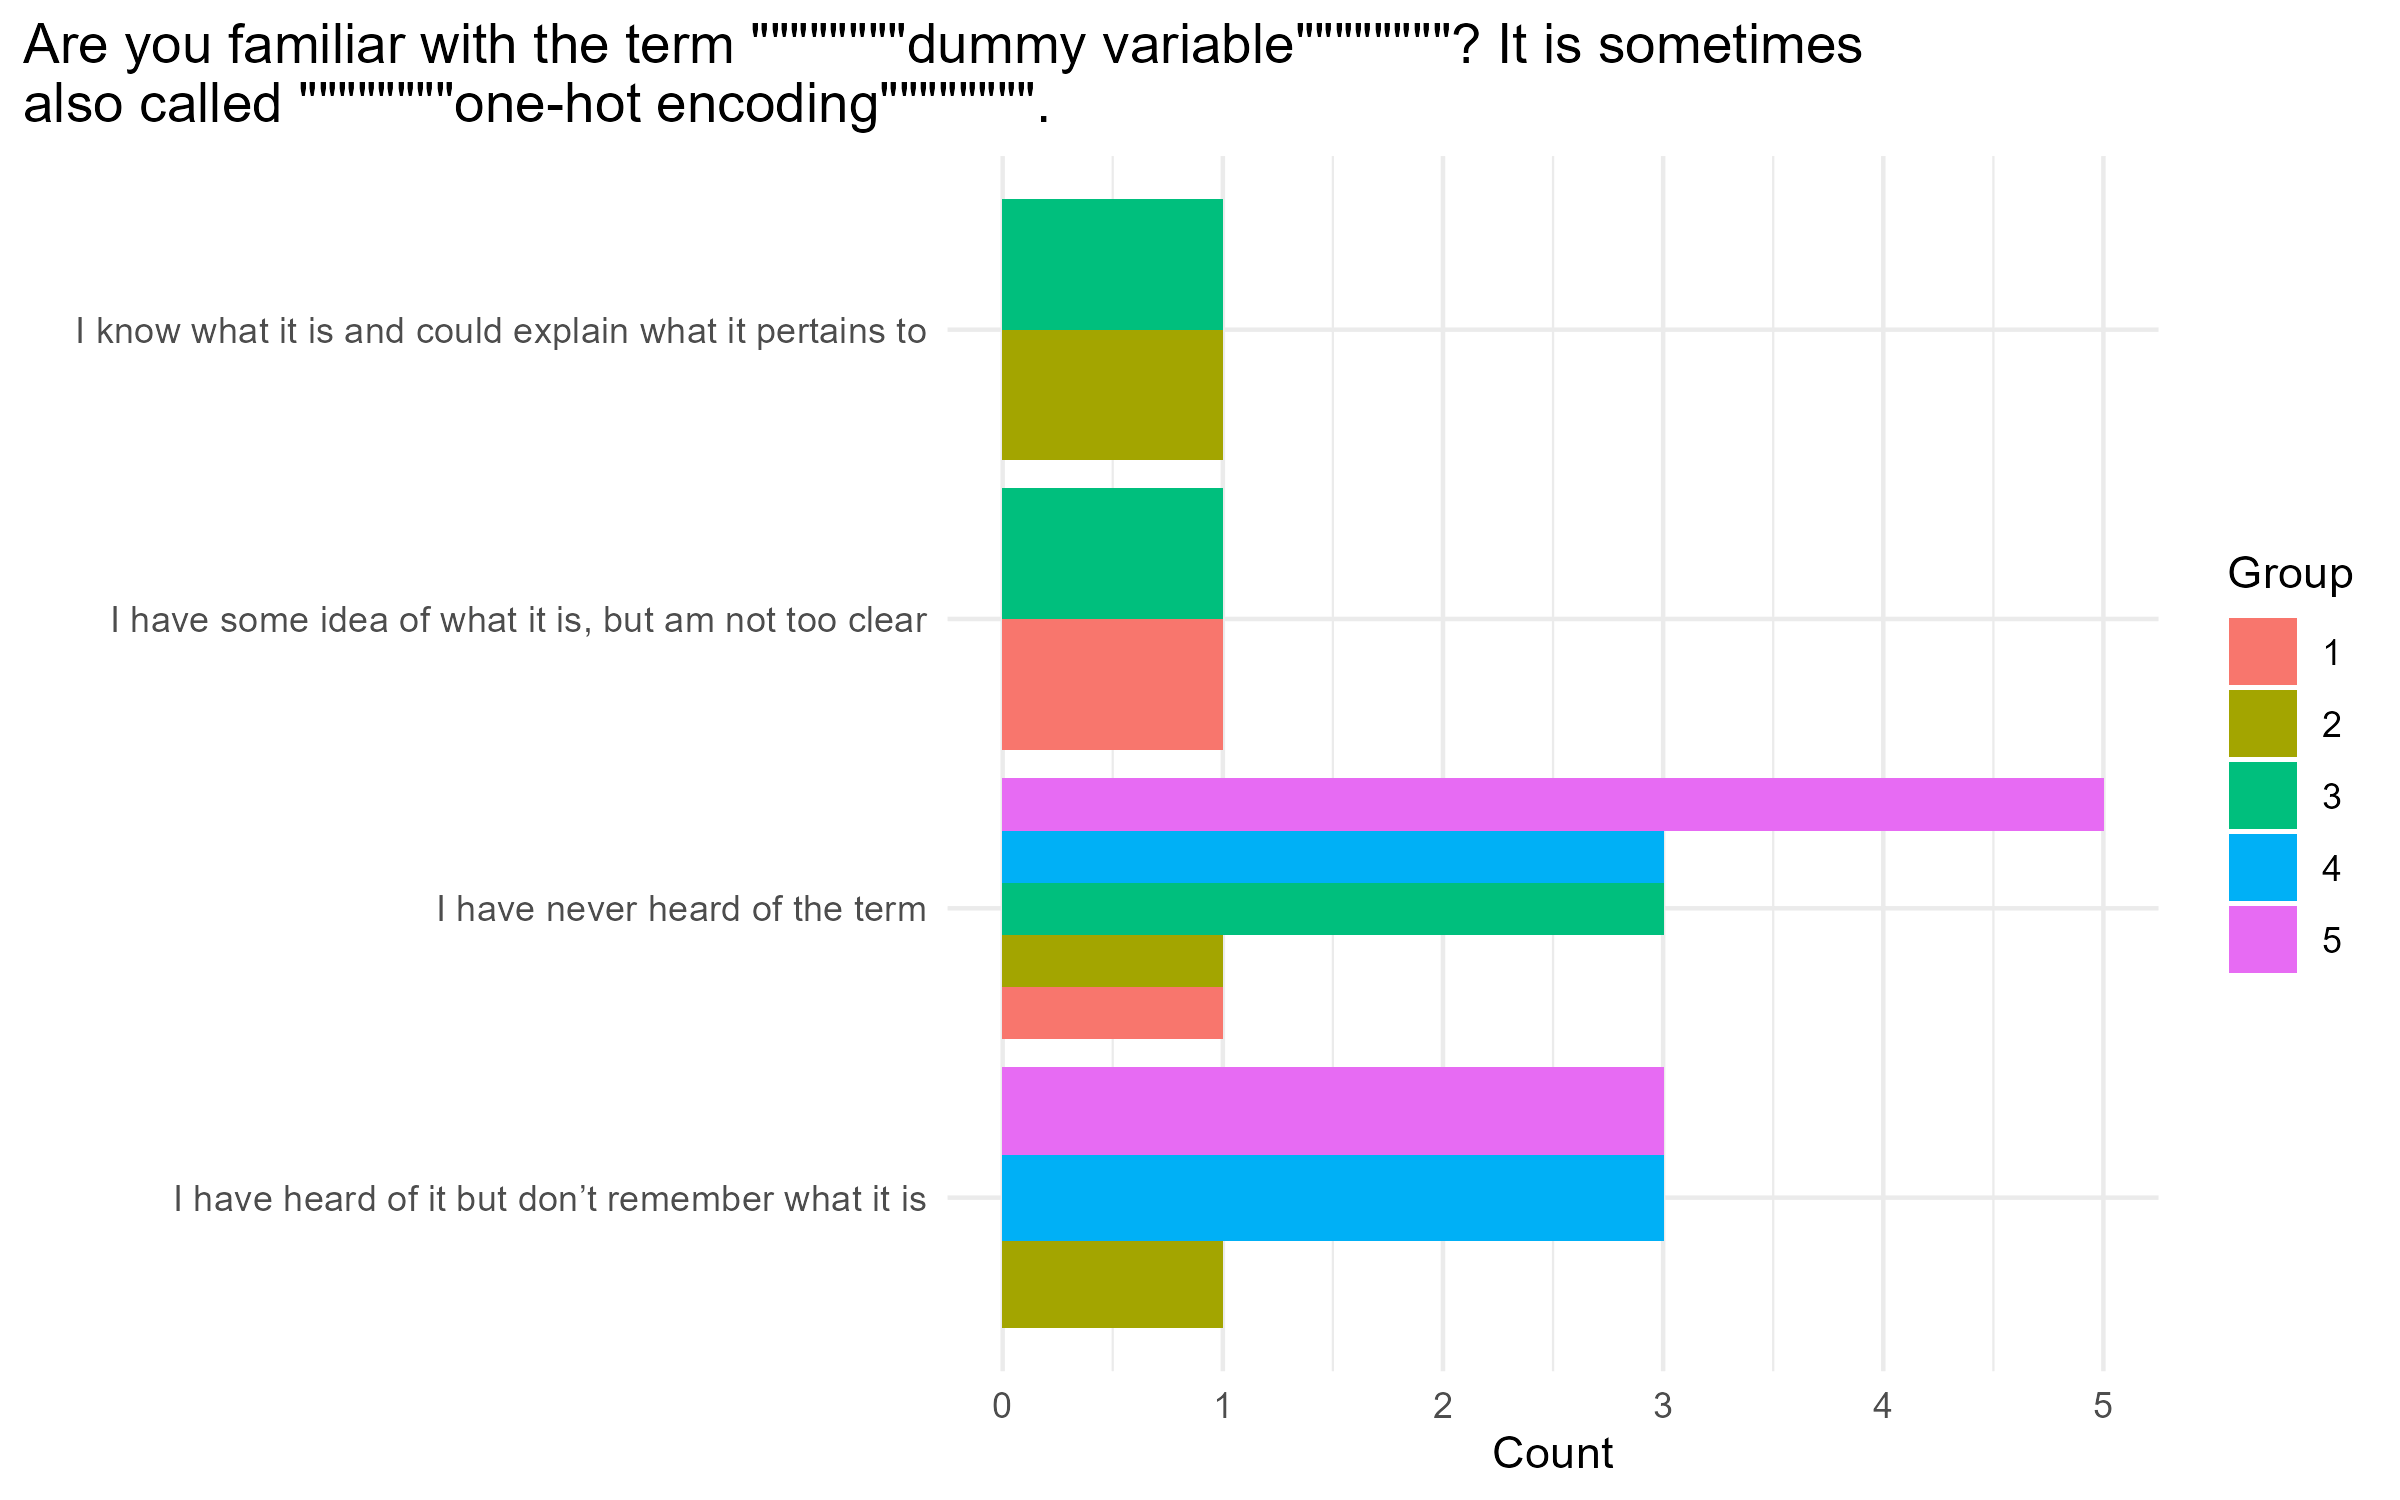 Are you familiar with the term """"""""dummy variable""""""""? It is sometimes
also called """"""""one-hot encoding"""""""".
I know what it is and could explain what it pertains to
I have some idea of what it is, but am not too clear
I have never heard of the term
I have heard of it but don’t remember what it is
0 1 2 3 4 5
Count
Group
1
2
3
4
5